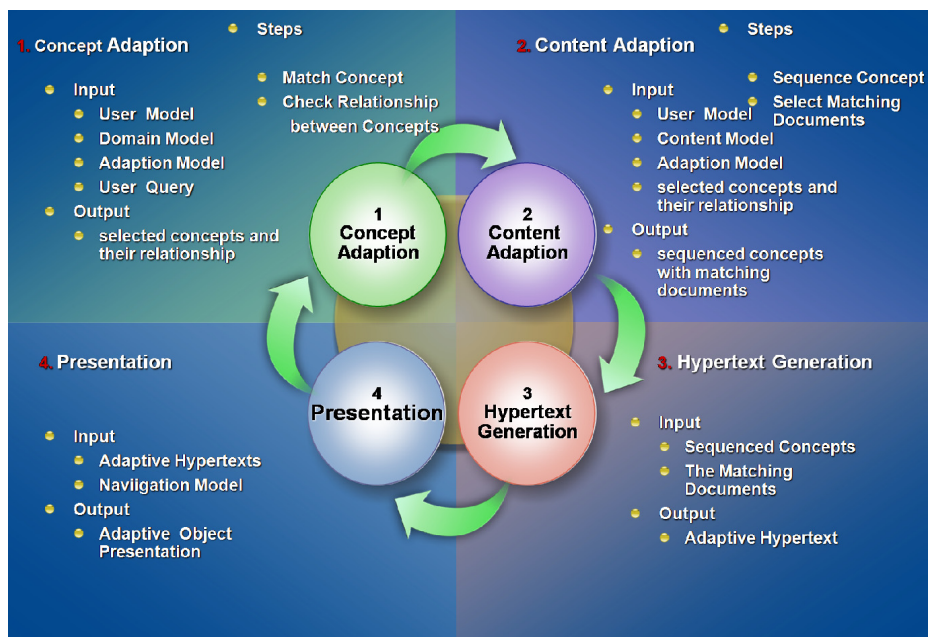 1. Concept Adaption
Steps
Match Concept
Check Relationship
between Concepts
Input
User Model
Domain Model
Adaption Model
User Query
Output
selected concepts and
their relationship
2. Content Adaption
Steps
Sequence Concept
Select Matching
Documents
Input
User Model
Content Model
Adaption Model
selected concepts and
their relationship
Output
sequenced concepts
with matching
documents
1
Concept
Adaption
2
Content
Adaption
4
Presentation
3
Hypertext
Generation
4. Presentation
Input
Adaptive Hypertexts
Naviigation Model
Output
Adaptive Object
Presentation
3. Hypertext Generation
Input
Sequenced Concepts
The Matching
Documents
Output
Adaptive Hypertext